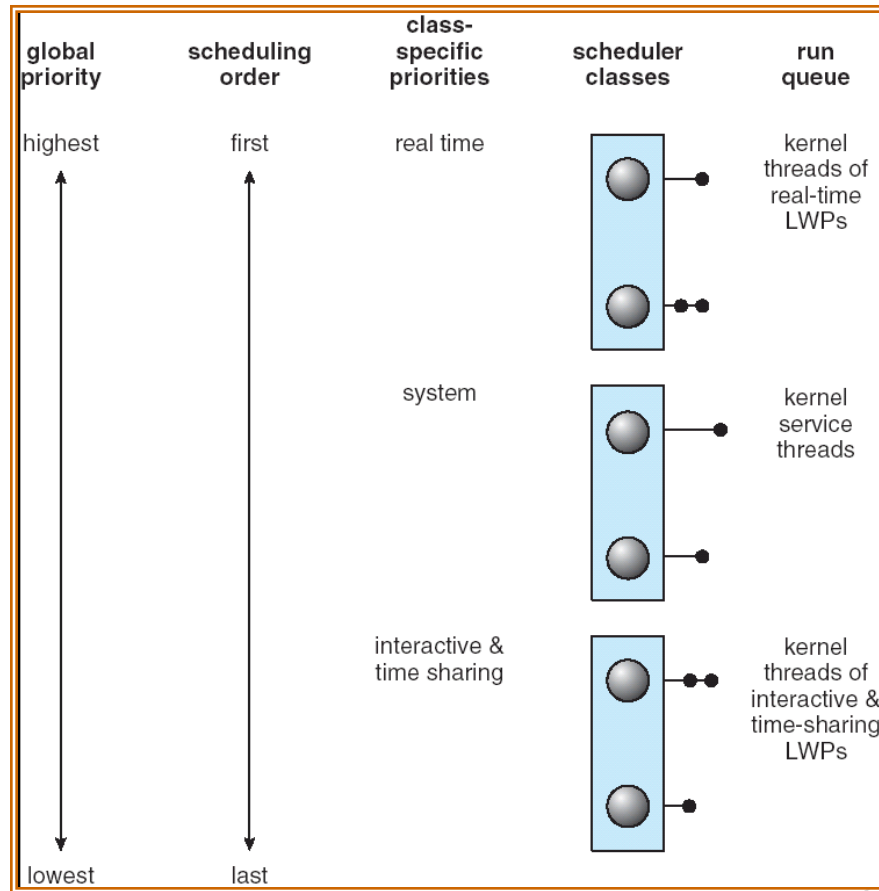 global
priority
scheduling
order
class-
specific
priorities
scheduler
classes
run
queue
highest
first
real time
kernel
threads of
real-time
LWPs
system
kernel
service
threads
interactive &
time sharing
kernel
threads of
interactive &
time-sharing
LWPs
lowest
last